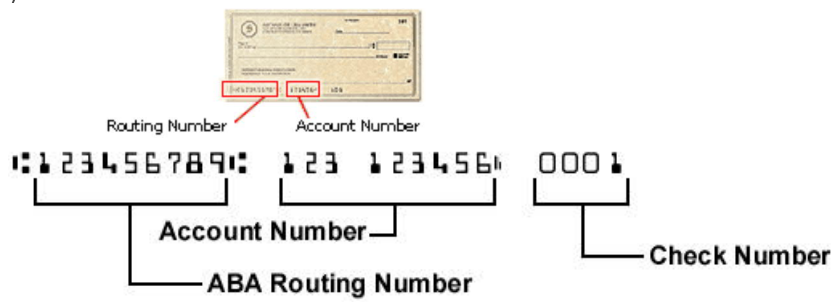 Routing Number Account Number
⑆123456789⑆ 123 123456⑈ 0001
Account Number
Check Number
ABA Routing Number